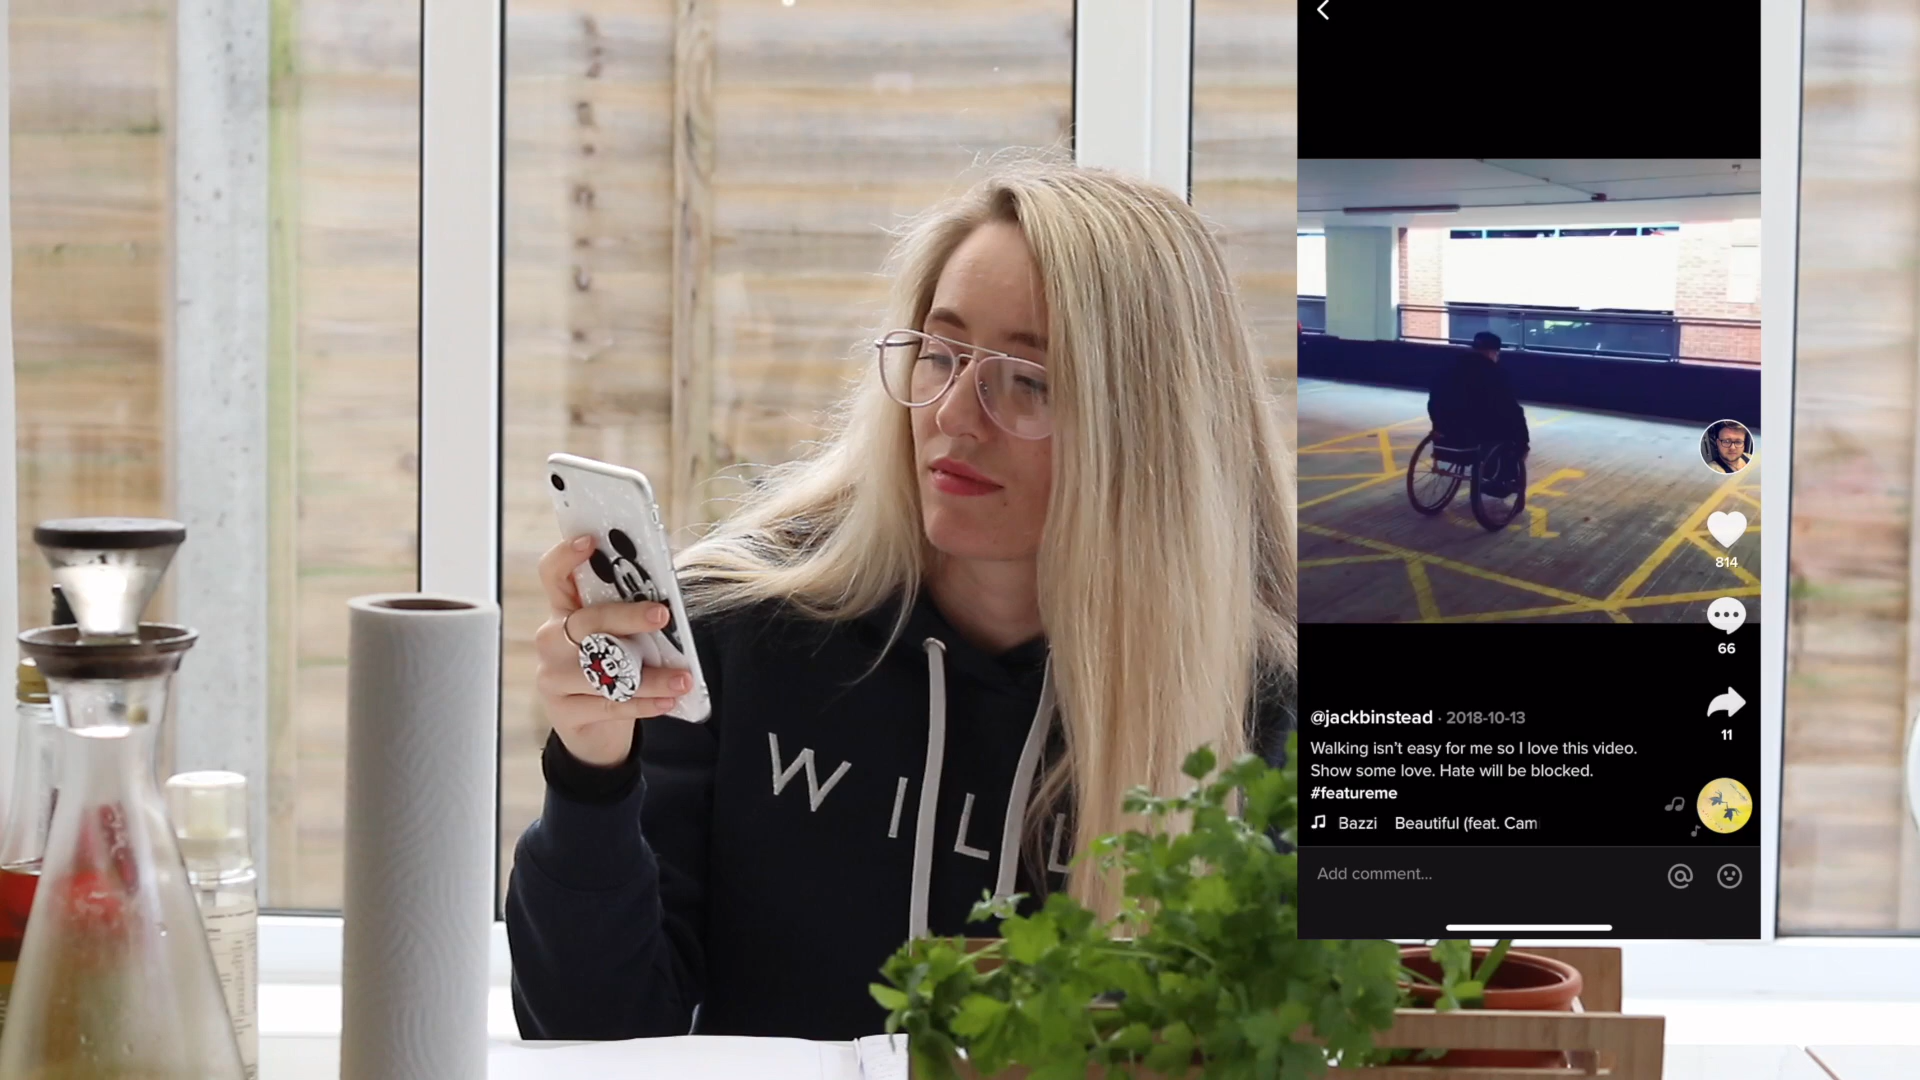 W I L L
814
66
11
@jackbinstead · 2018-10-13
Walking isn't easy for me so I love this video.
Show some love. Hate will be blocked.
#featureme
Bazzi Beautiful (feat. Cam
Add comment...